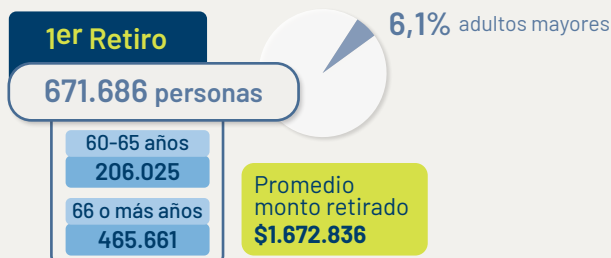 1er Retiro
6,1% adultos mayores
671.686 personas
60-65 años
206.025
66 o más años
465.661
Promedio
monto retirado
$1.672.836